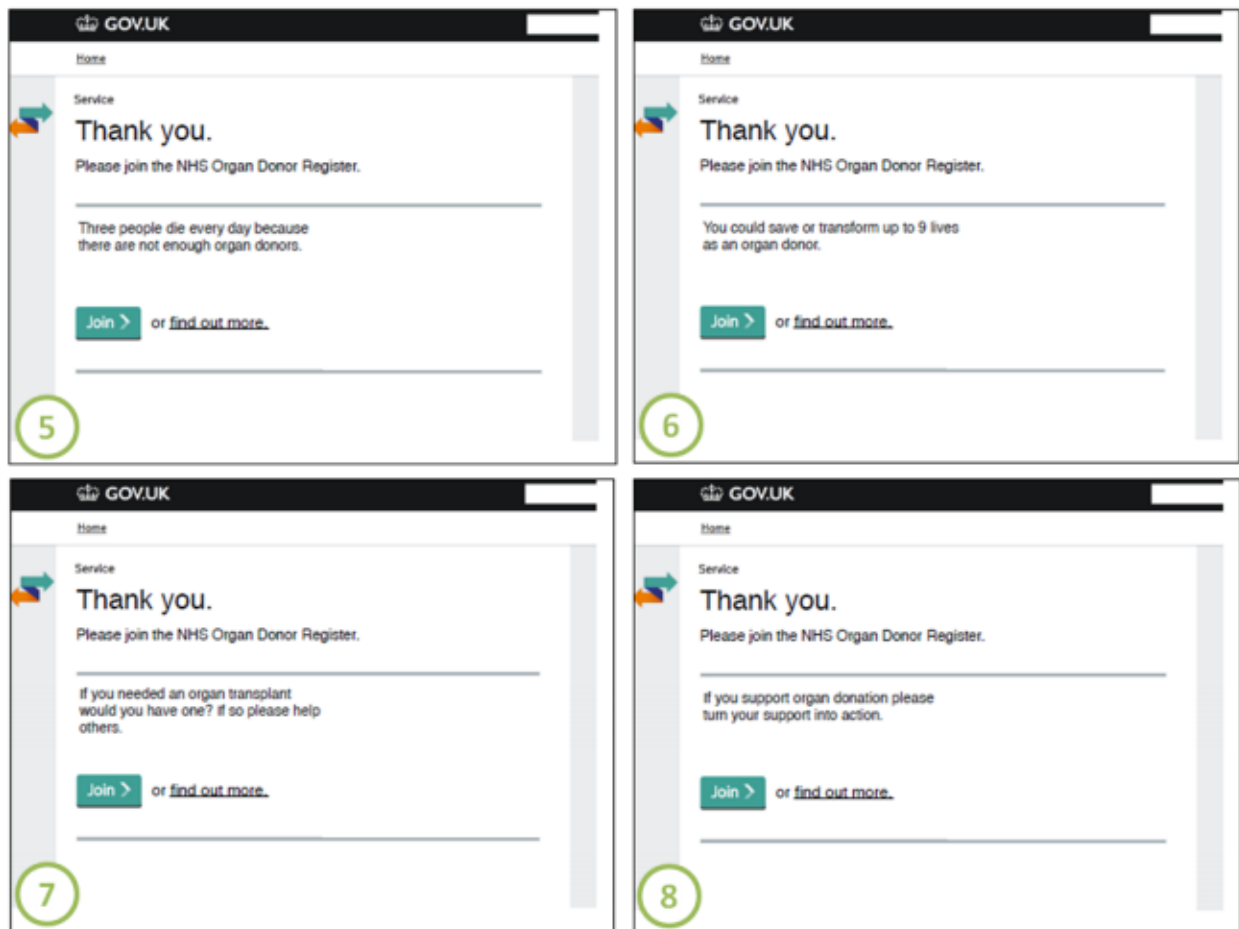 GOV.UK
Home
Service
Thank you.
Please join the NHS Organ Donor Register.
Three people die every day because
there are not enough organ donors.
Join > or find out more.
5
GOV.UK
Home
Service
Thank you.
Please join the NHS Organ Donor Register.
You could save or transform up to 9 lives
as an organ donor.
Join > or find out more.
6
GOV.UK
Home
Service
Thank you.
Please join the NHS Organ Donor Register.
If you needed an organ transplant
would you have one? If so please help
others.
Join > or find out more.
7
GOV.UK
Home
Service
Thank you.
Please join the NHS Organ Donor Register.
If you support organ donation please
turn your support into action.
Join > or find out more.
8